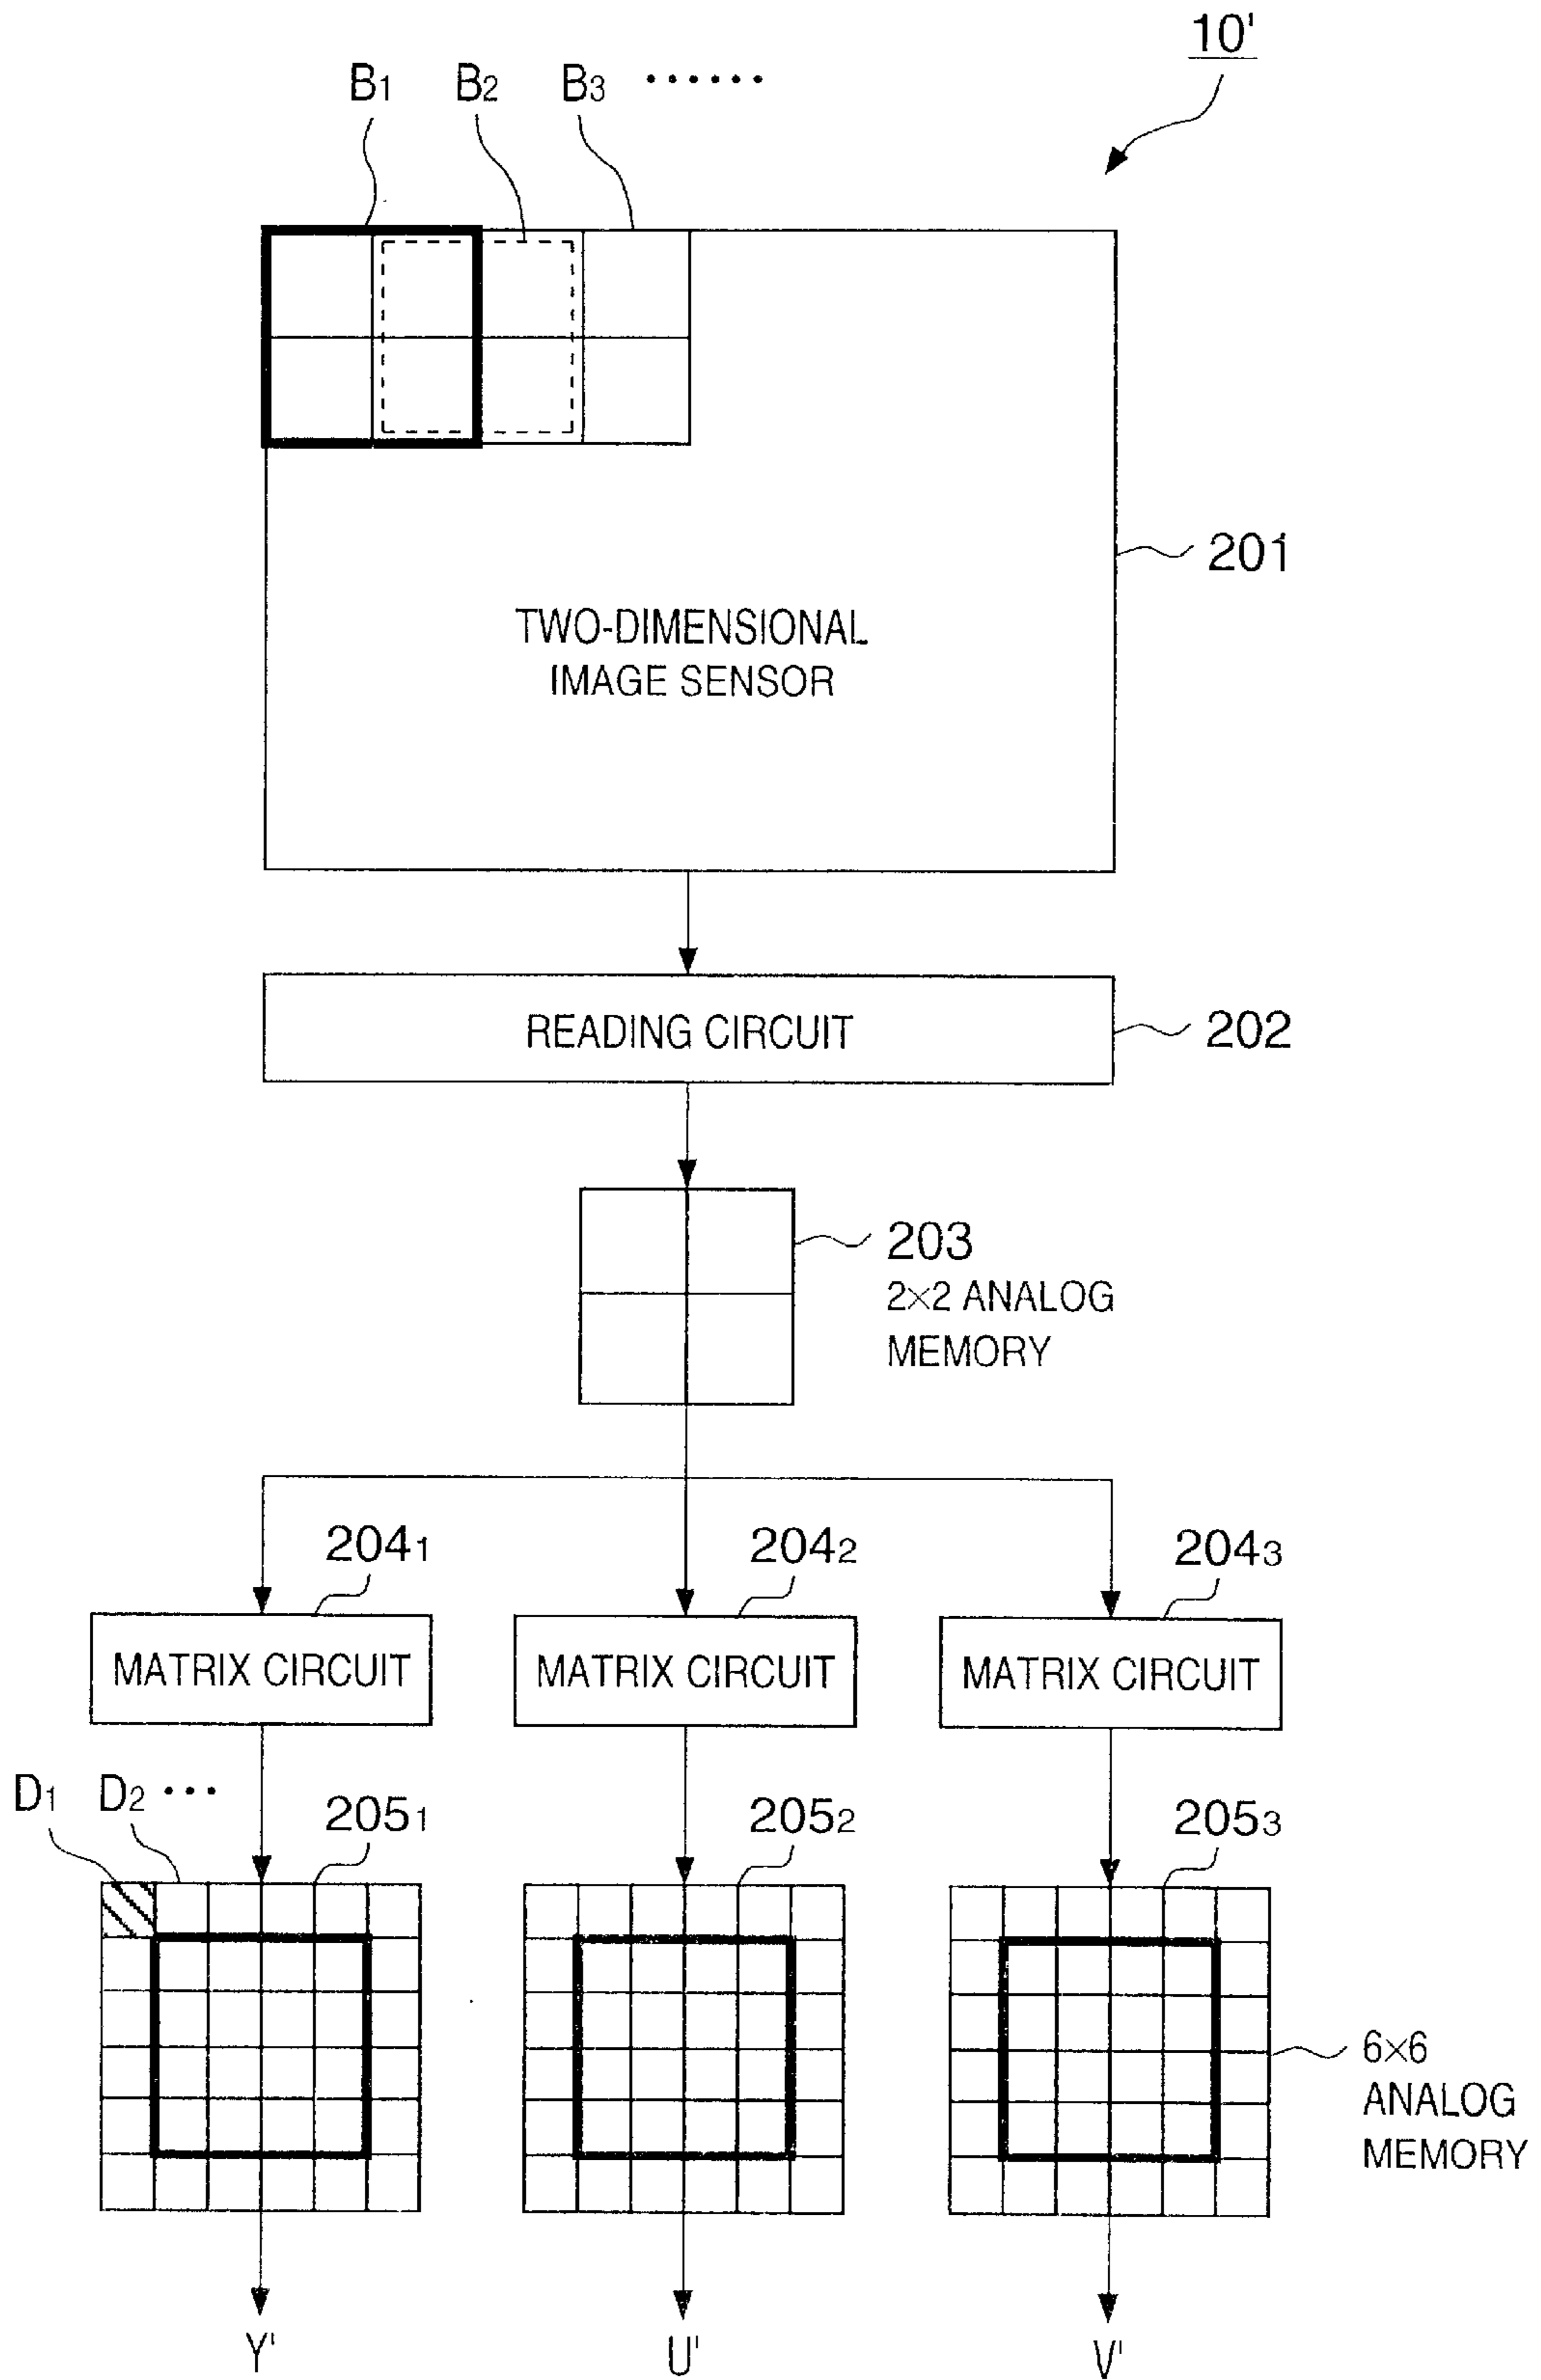 10'
B1 B2 B3 ······
201
TWO-DIMENSIONAL
IMAGE SENSOR
READING CIRCUIT
202
203
2×2 ANALOG
MEMORY
2041
2042
2043
MATRIX CIRCUIT
MATRIX CIRCUIT
MATRIX CIRCUIT
D1 D2 ···
2051
2052
2053
6×6
ANALOG
MEMORY
Y'
U'
V'